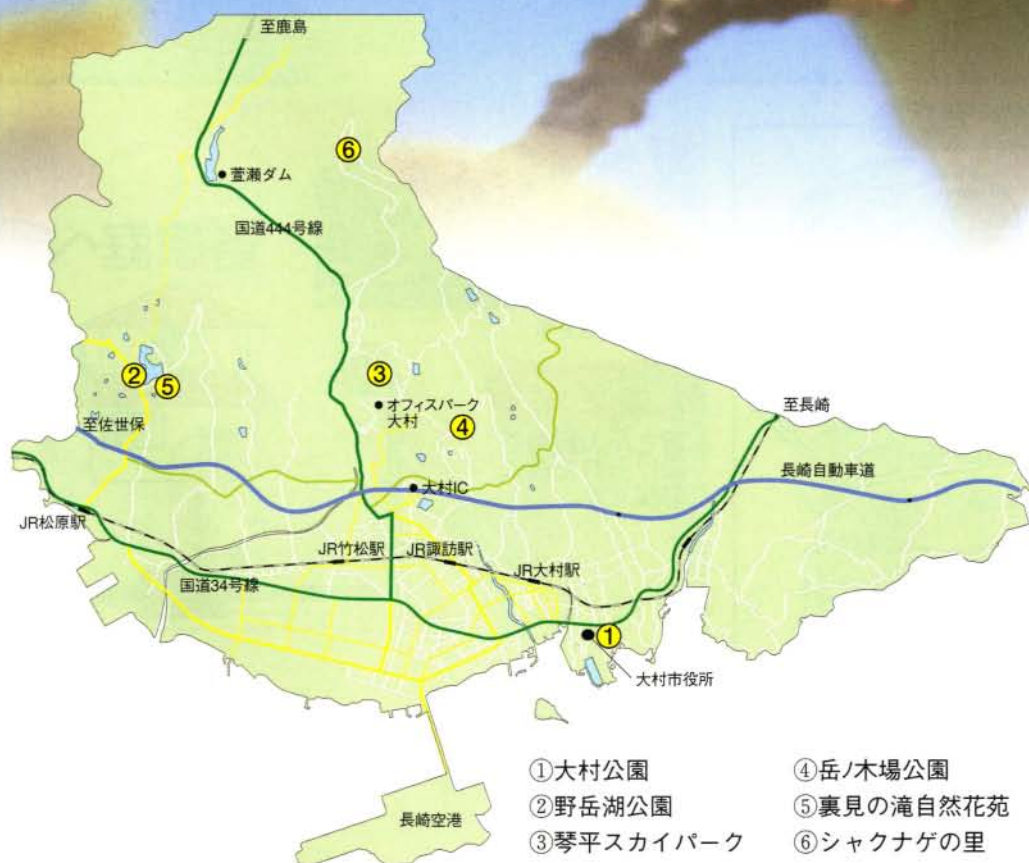 至鹿島
⑥
萱瀬ダム
国道444号線
③
②
⑤
オフィスパーク
大村
④
至佐世保
至長崎
大村IC
長崎自動車道
JR松原駅
JR竹松駅
JR諏訪駅
JR大村駅
国道34号線
①
大村市役所
長崎空港
①大村公園
②野岳湖公園
③琴平スカイパーク
④岳ノ木場公園
⑤裏見の滝自然花苑
⑥シャクナゲの里